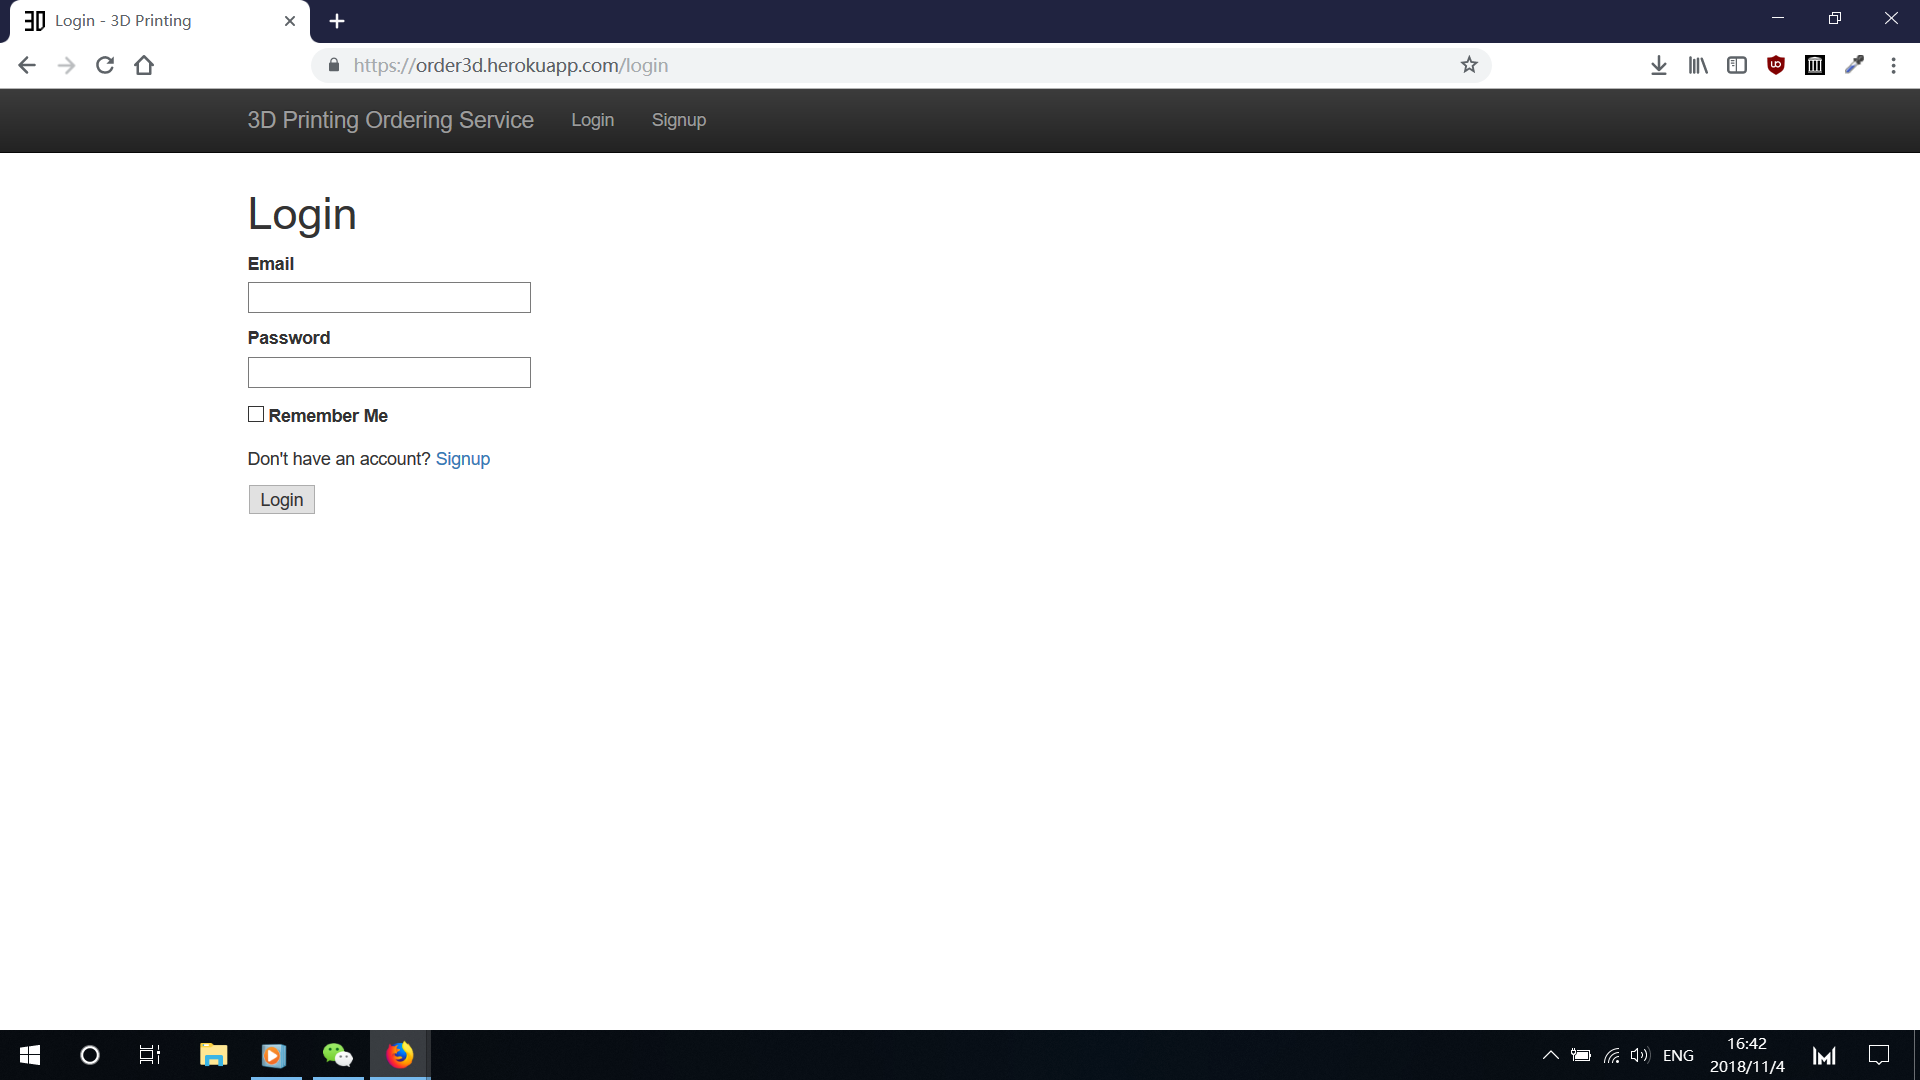 Login - 3D Printing
https://order3d.herokuapp.com/login
3D Printing Ordering Service Login Signup
Login
Email
Password
Remember Me
Don't have an account? Signup
Login
ENG
16:42
2018/11/4